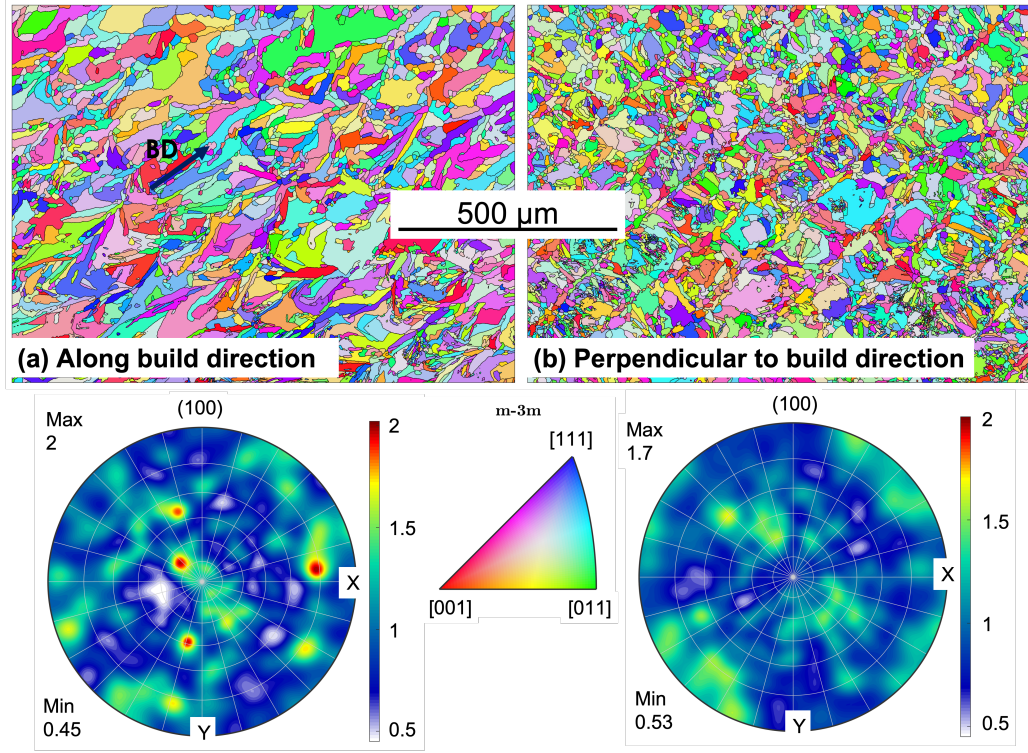 BD
500 µm
(a) Along build direction
(b) Perpendicular to build direction
(100)
Max
2
2
1.5
1
0.5
X
Y
Min
0.45
m-3m
[111]
[001]
[011]
(100)
Max
1.7
2
1.5
1
0.5
X
Y
Min
0.53